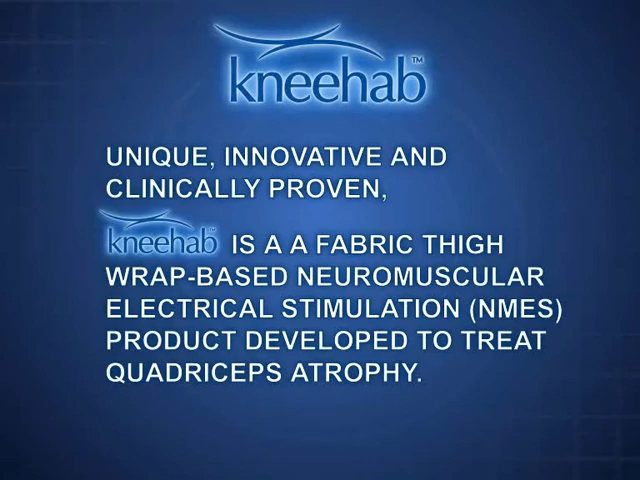 kneehab™
UNIQUE, INNOVATIVE AND
CLINICALLY PROVEN,
kneehab™ IS A A FABRIC THIGH
WRAP-BASED NEUROMUSCULAR
ELECTRICAL STIMULATION (NMES)
PRODUCT DEVELOPED TO TREAT
QUADRICEPS ATROPHY.